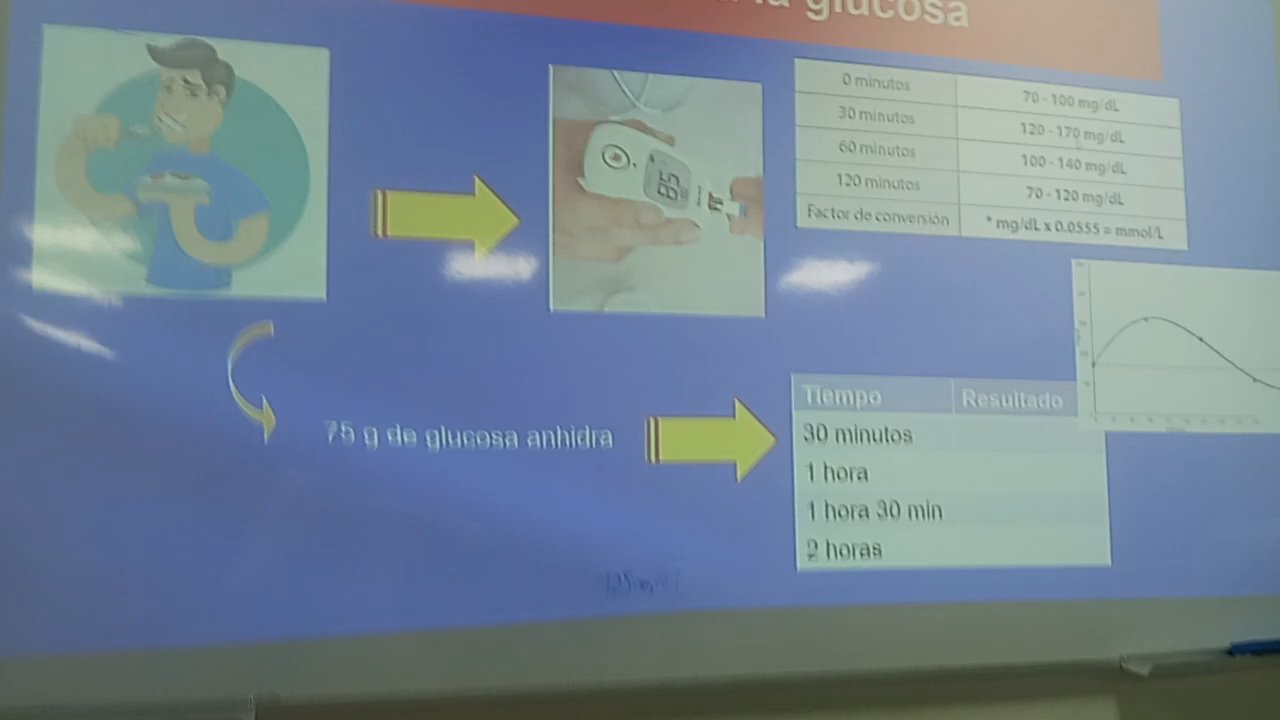 la glucosa
0 minutos 70 - 100 mg/dL
30 minutos 120 - 170 mg/dL
60 minutos 100 - 140 mg/dL
120 minutos 70 - 120 mg/dL
Factor de conversión * mg/dL x 0.0555 = mmol/L
85
75 g de glucosa anhidra
Tiempo Resultado
30 minutos
1 hora
1 hora 30 min
2 horas